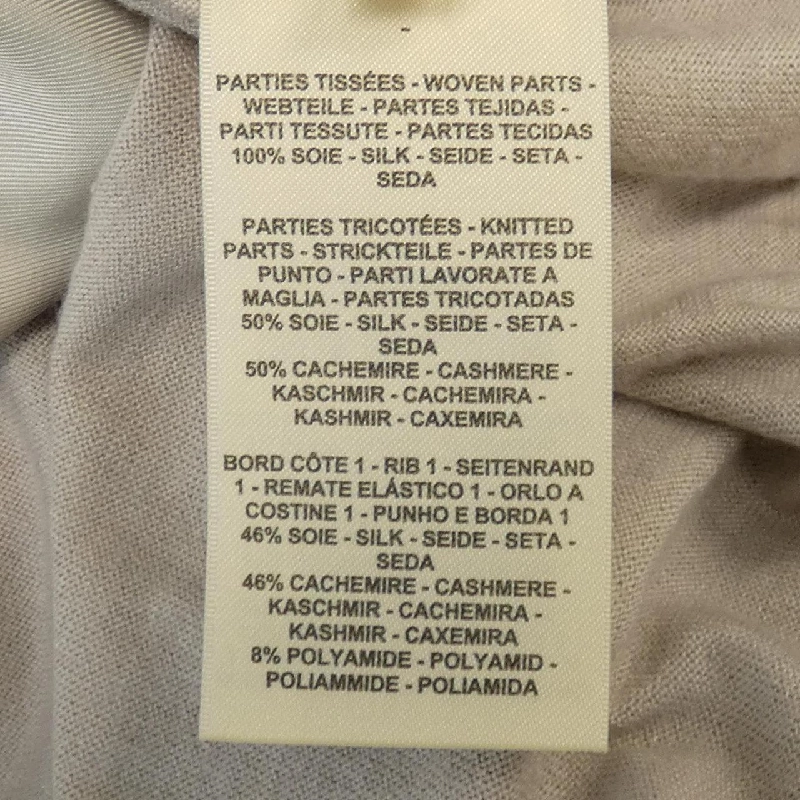 -
PARTIES TISSÉES - WOVEN PARTS -
WEBTEILE - PARTES TEJIDAS -
PARTI TESSUTE - PARTES TECIDAS
100% SOIE - SILK - SEIDE - SETA -
SEDA
PARTIES TRICOTÉES - KNITTED
PARTS - STRICKTEILE - PARTES DE
PUNTO - PARTI LAVORATE A
MAGLIA - PARTES TRICOTADAS
50% SOIE - SILK - SEIDE - SETA -
SEDA
50% CACHEMIRE - CASHMERE -
KASCHMIR - CACHEMIRA -
KASHMIR - CAXEMIRA
BORD CÔTE 1 - RIB 1 - SEITENRAND
1 - REMATE ELÁSTICO 1 - ORLO A
COSTINE 1 - PUNHO E BORDA 1
46% SOIE - SILK - SEIDE - SETA -
SEDA
46% CACHEMIRE - CASHMERE -
KASCHMIR - CACHEMIRA -
KASHMIR - CAXEMIRA
8% POLYAMIDE - POLYAMID -
POLIAMMIDE - POLIAMIDA